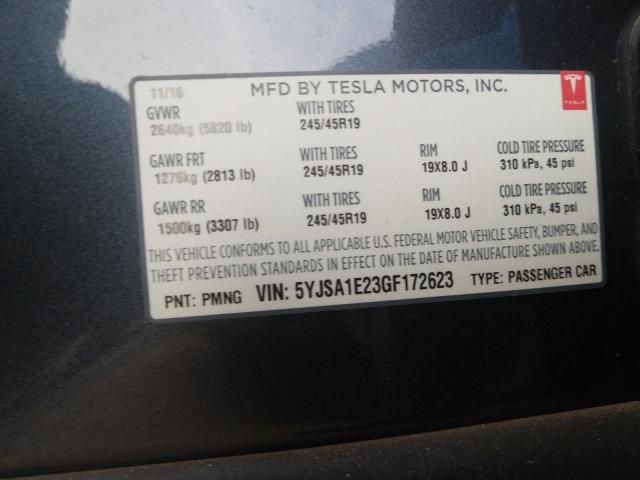 11/16 MFD BY TESLA MOTORS, INC.
TESLA
GVWR WITH TIRES
2640kg (5820 lb) 245/45R19
GAWR FRT WITH TIRES RIM COLD TIRE PRESSURE
1276kg (2813 lb) 245/45R19 19X8.0 J 310 kPa, 45 psi
GAWR RR WITH TIRES RIM COLD TIRE PRESSURE
1500kg (3307 lb) 245/45R19 19X8.0 J 310 kPa, 45 psi
THIS VEHICLE CONFORMS TO ALL APPLICABLE U.S. FEDERAL MOTOR VEHICLE SAFETY, BUMPER, AND
THEFT PREVENTION STANDARDS IN EFFECT ON THE DATE OF MANUFACTURE SHOWN ABOVE.
PNT: PMNG VIN: 5YJSA1E23GF172623 TYPE: PASSENGER CAR